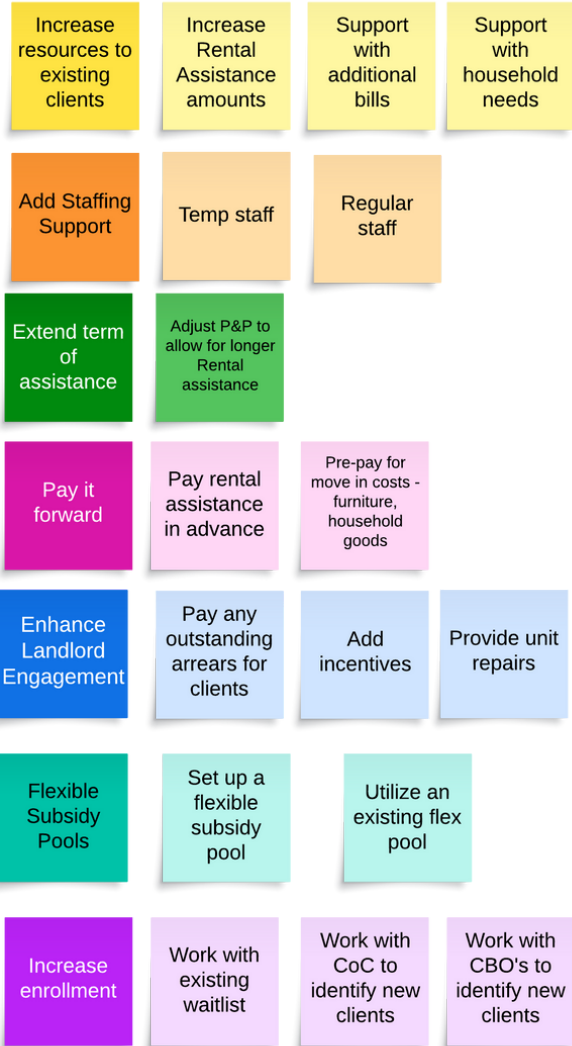 Increase
resources to
existing
clients
Increase
Rental
Assistance
amounts
Support
with
additional
bills
Support
with
household
needs
Add Staffing
Support
Temp staff
Regular
staff
Extend term
of
assistance
Adjust P&P to
allow for longer
Rental
assistance
Pay it
forward
Pay rental
assistance
in advance
Pre-pay for
move in costs -
furniture,
household
goods
Enhance
Landlord
Engagement
Pay any
outstanding
arrears for
clients
Add
incentives
Provide unit
repairs
Flexible
Subsidy
Pools
Set up a
flexible
subsidy
pool
Utilize an
existing flex
pool
Increase
enrollment
Work with
existing
waitlist
Work with
CoC to
identify new
clients
Work with
CBO's to
identify new
clients